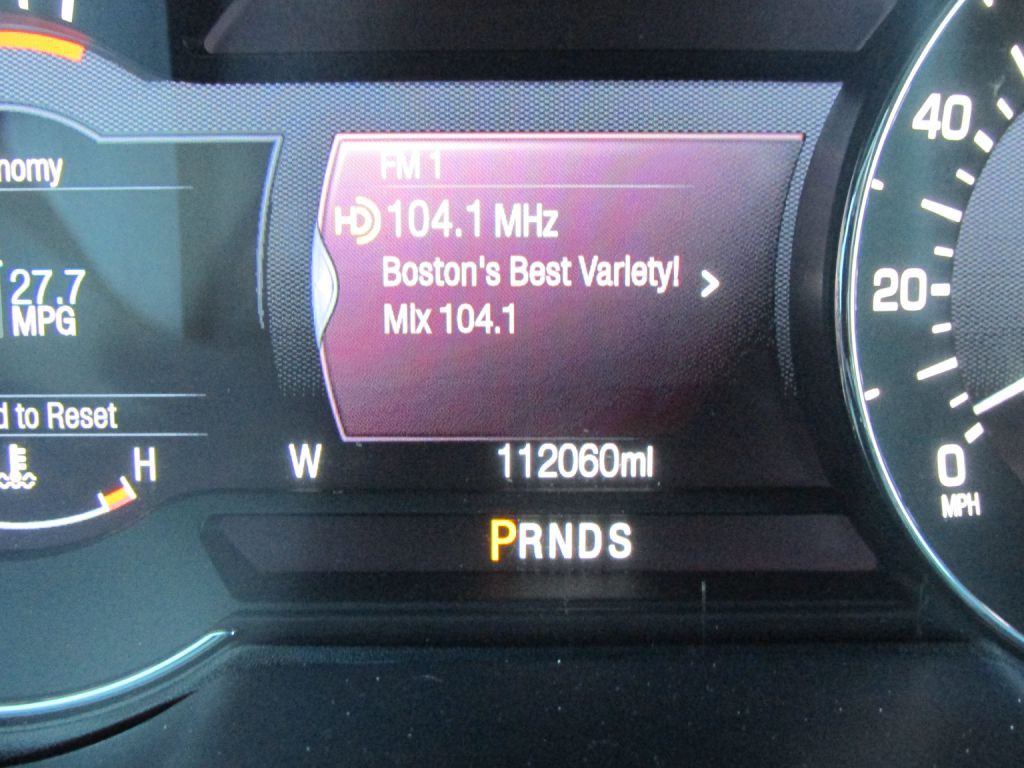 nomy
27.7
MPG
d to Reset
H
FM 1
HD 104.1 MHz
Boston's Best Variety! >
Mix 104.1
W
112060mi
PRNDS
40
20
0
MPH